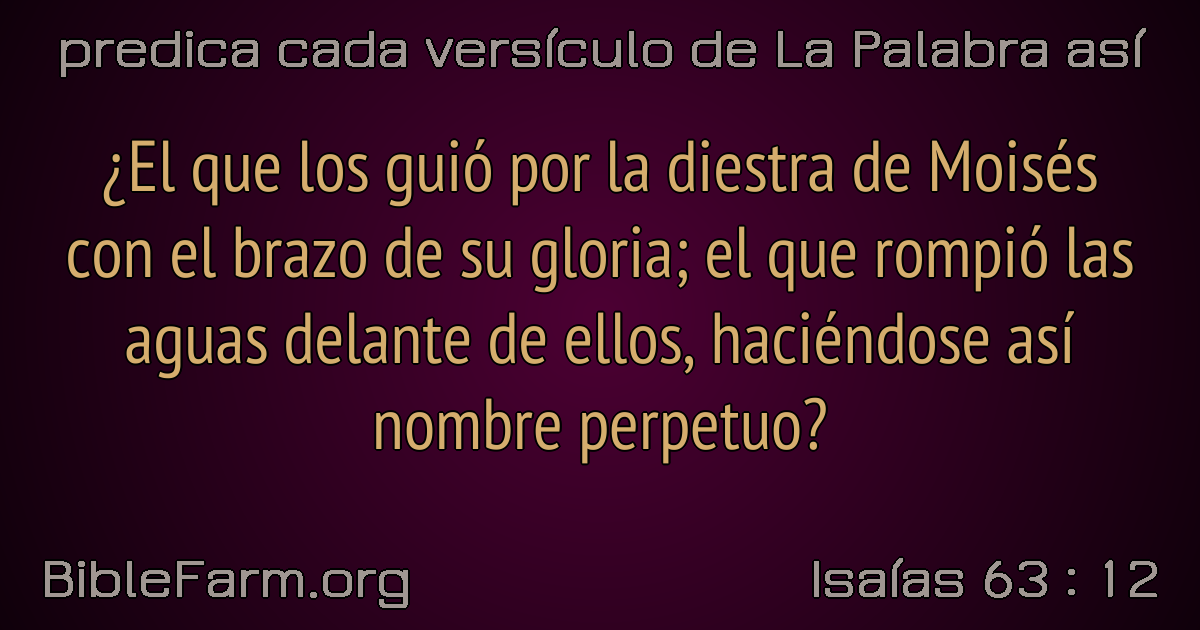 predica cada versículo de La Palabra así
¿El que los guió por la diestra de Moisés
con el brazo de su gloria; el que rompió las
aguas delante de ellos, haciéndose así
nombre perpetuo?
BibleFarm.org
Isaías 63 : 12